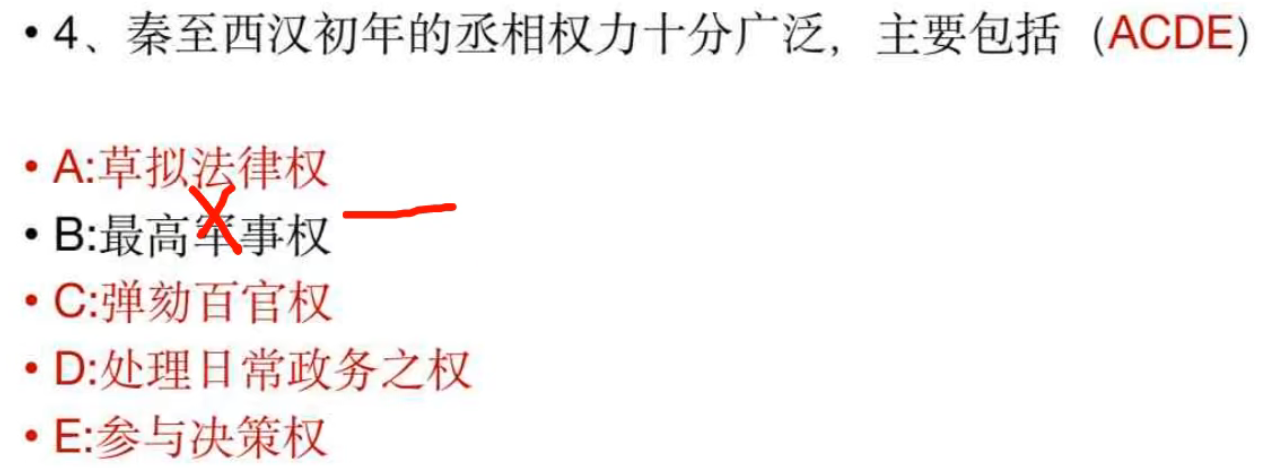 • 4、秦至西汉初年的丞相权力十分广泛，主要包括（ACDE）
• A:草拟法律权
• B:最高军事权
• C:弹劾百官权
• D:处理日常政务之权
• E:参与决策权